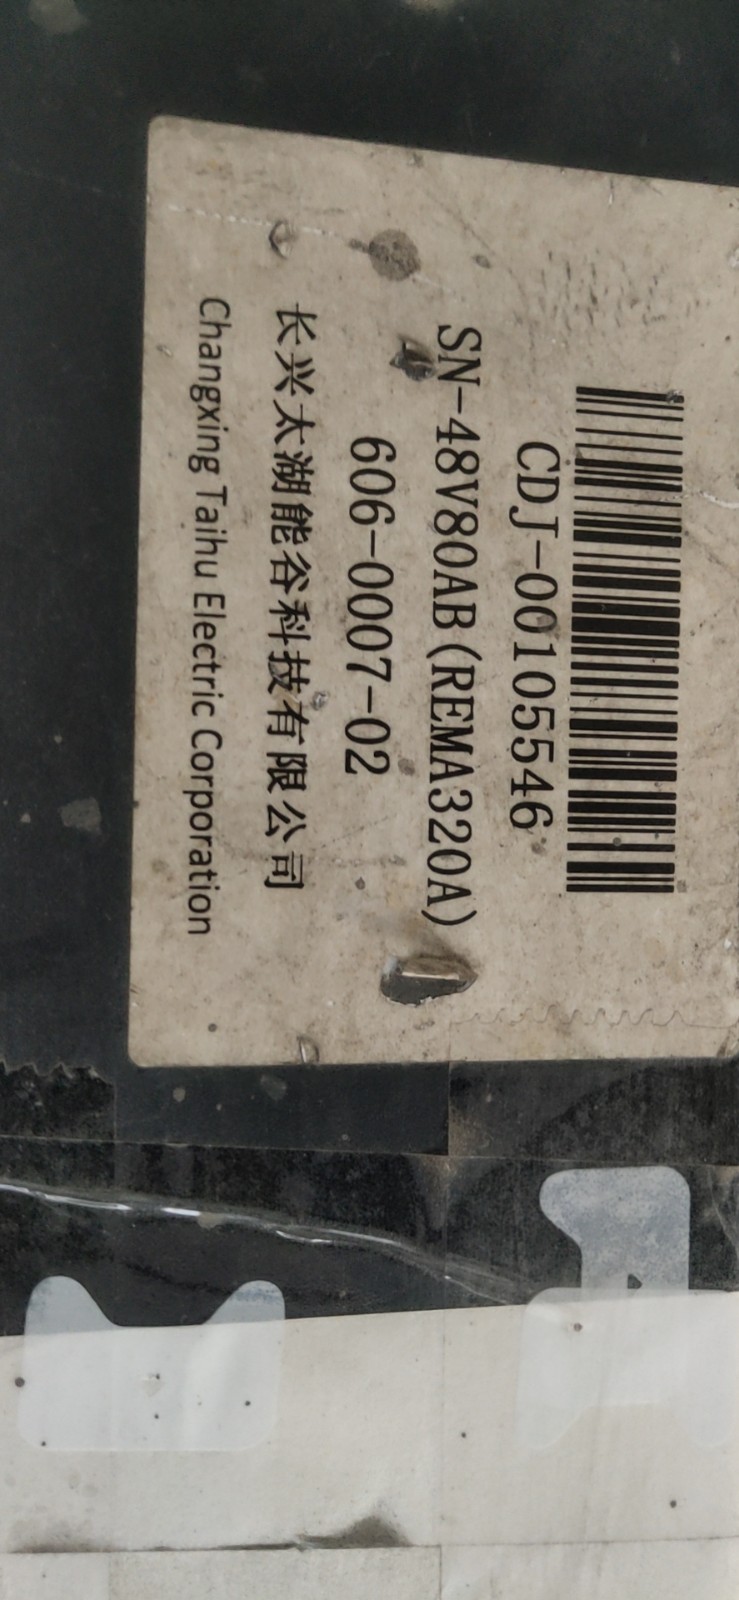 CDJ-00105546
SN-48V80AB(REMA320A)
606-0007-02
长兴太湖能谷科技有限公司
Changxing Taihu Electric Corporation